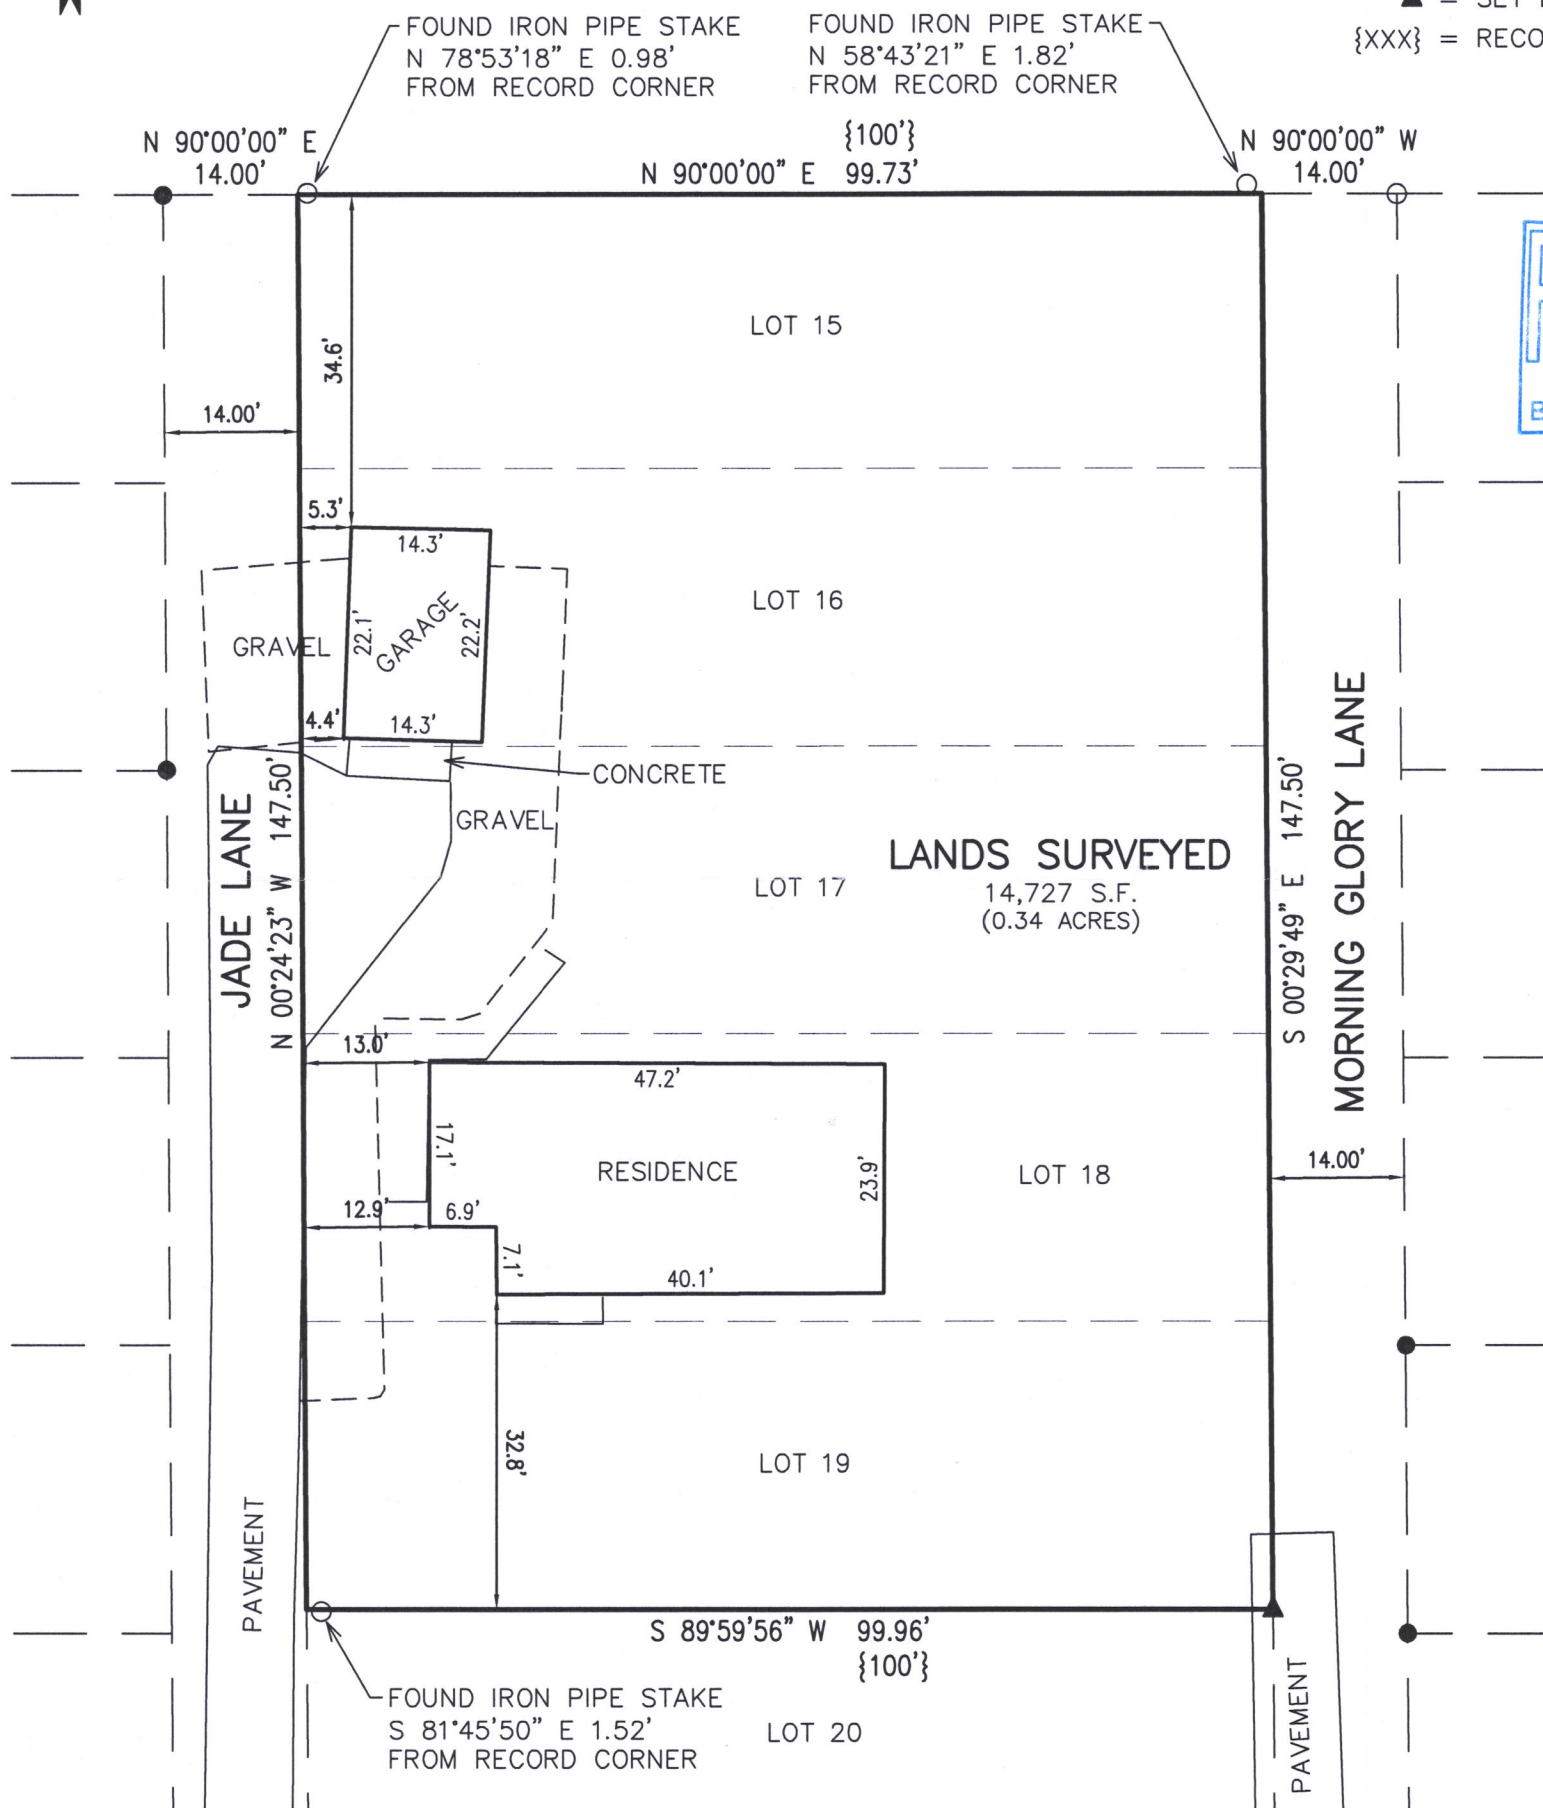 FOUND IRON PIPE STAKE
N 78°53'18" E 0.98'
FROM RECORD CORNER
FOUND IRON PIPE STAKE
N 58°43'21" E 1.82'
FROM RECORD CORNER
▲ = SET
{XXX} = RECO
N 90°00'00" E
14.00'
{100'}
N 90°00'00" E 99.73'
N 90°00'00" W
14.00'
LOT 15
34.6'
14.00'
5.3'
14.3'
LOT 16
22.1'
GARAGE
22.2'
GRAVEL
4.4'
14.3'
CONCRETE
GRAVEL
JADE LANE
N 00°24'23" W 147.50'
LANDS SURVEYED
14,727 S.F.
(0.34 ACRES)
LOT 17
S 00°29'49" E 147.50'
MORNING GLORY LANE
13.0'
47.2'
17.1'
RESIDENCE
23.9'
LOT 18
14.00'
12.9'
6.9'
7.1'
40.1'
32.8'
LOT 19
PAVEMENT
S 89°59'56" W 99.96'
{100'}
FOUND IRON PIPE STAKE
S 81°45'50" E 1.52'
FROM RECORD CORNER
LOT 20
PAVEMENT